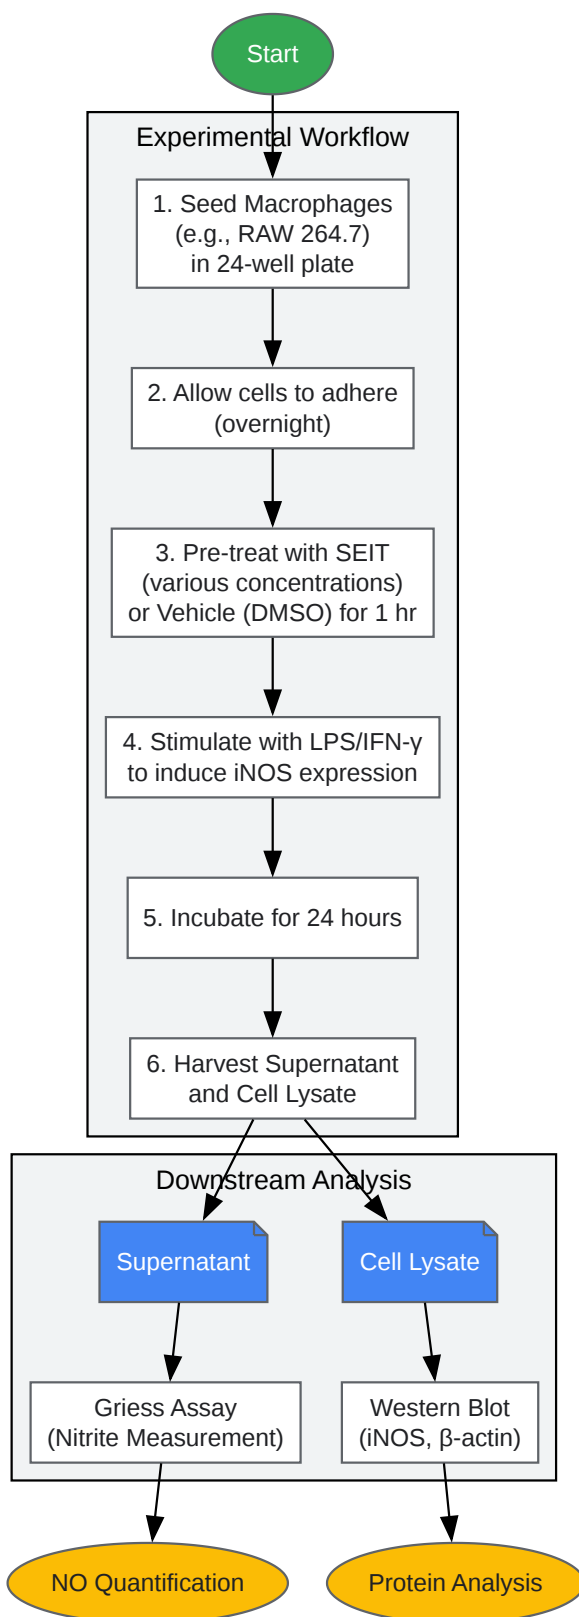 Start
Experimental Workflow
1. Seed Macrophages
(e.g., RAW 264.7)
in 24-well plate
2. Allow cells to adhere
(overnight)
3. Pre-treat with SEIT
(various concentrations)
or Vehicle (DMSO) for 1 hr
4. Stimulate with LPS/IFN-γ
to induce iNOS expression
5. Incubate for 24 hours
6. Harvest Supernatant
and Cell Lysate
Downstream Analysis
Supernatant
Cell Lysate
Griess Assay
(Nitrite Measurement)
Western Blot
(iNOS, β-actin)
NO Quantification
Protein Analysis